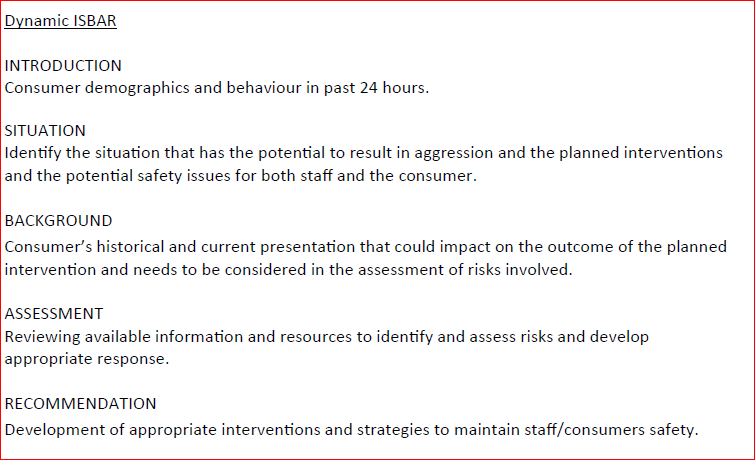 Dynamic ISBAR
INTRODUCTION
Consumer demographics and behaviour in past 24 hours.
SITUATION
Identify the situation that has the potential to result in aggression and the planned interventions
and the potential safety issues for both staff and the consumer.
BACKGROUND
Consumer's historical and current presentation that could impact on the outcome of the planned
intervention and needs to be considered in the assessment of risks involved.
ASSESSMENT
Reviewing available information and resources to identify and assess risks and develop
appropriate response.
RECOMMENDATION
Development of appropriate interventions and strategies to maintain staff/consumers safety.